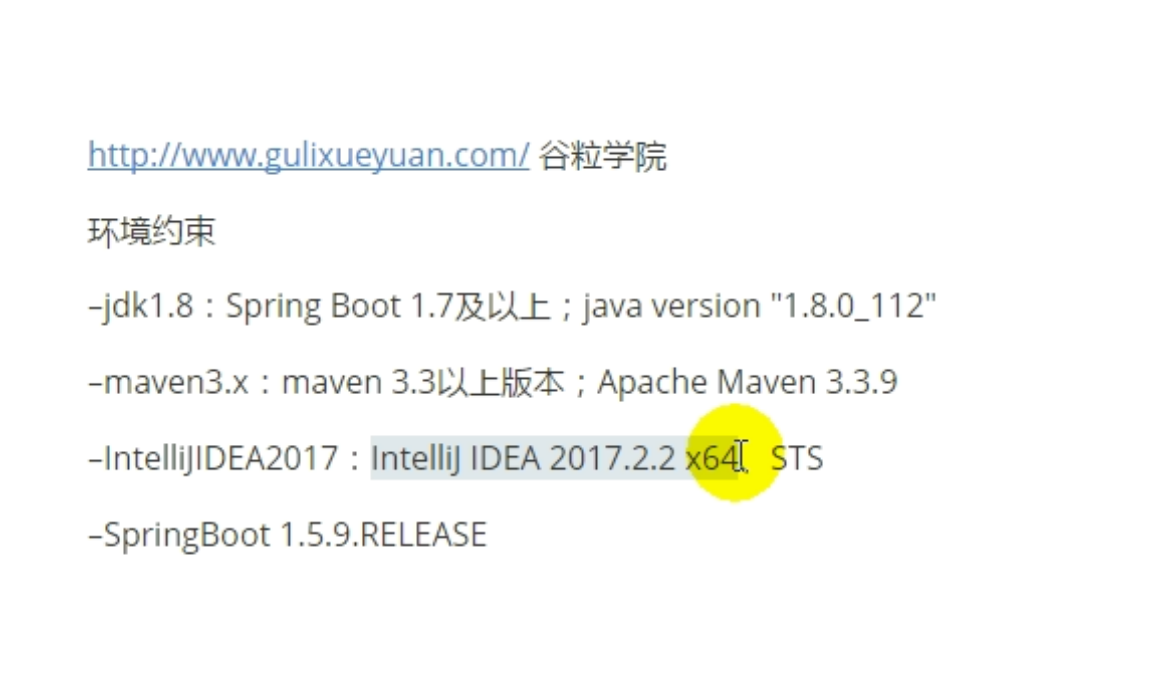 http://www.gulixueyuan.com/ 谷粒学院
环境约束
–jdk1.8：Spring Boot 1.7及以上；java version "1.8.0_112"
–maven3.x：maven 3.3以上版本；Apache Maven 3.3.9
–IntelliJIDEA2017：IntelliJ IDEA 2017.2.2 x64、STS
–SpringBoot 1.5.9.RELEASE